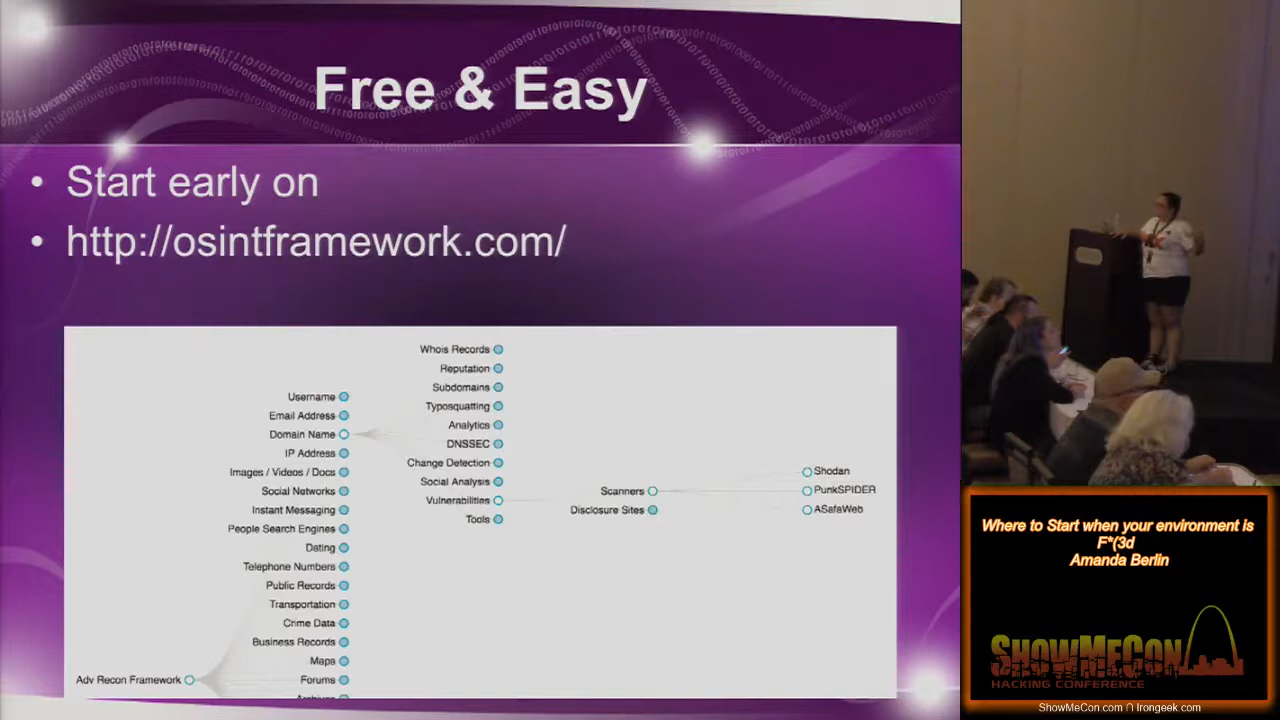 Free & Easy
• Start early on
• http://osintframework.com/
Whois Records
Reputation
Subdomains
Typosquatting
Analytics
DNSSEC
Change Detection
Social Analysis
Vulnerabilities
Tools
Username
Email Address
Domain Name
IP Address
Images / Videos / Docs
Social Networks
Instant Messaging
People Search Engines
Dating
Telephone Numbers
Public Records
Transportation
Crime Data
Business Records
Maps
Forums
Archives
Adv Recon Framework
Scanners
Disclosure Sites
Shodan
PunkSPIDER
ASafaWeb
Where to Start when your environment is
F*(3d
Amanda Berlin
ShowMeCon
HACKING CONFERENCE
ShowMeCon.com ∩ Irongeek.com